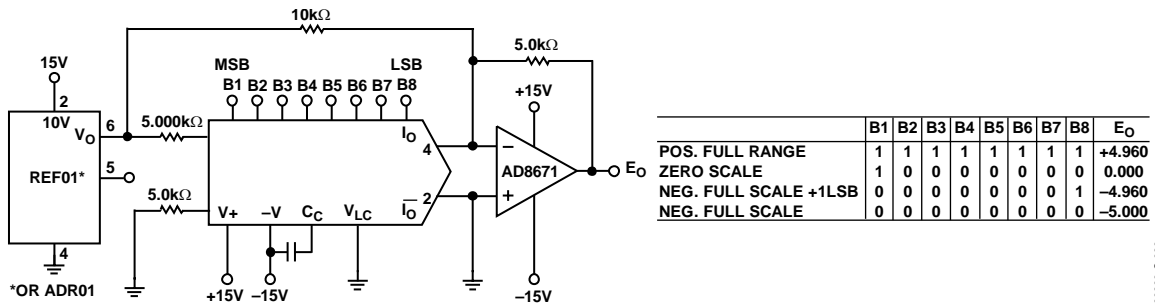 10kΩ
5.0kΩ
15V
MSB
LSB
B1 B2 B3 B4 B5 B6 B7 B8
+15V
2
10V
6
VO
5.000kΩ
IO
4
–
AD8671
EO
REF01*
5
5.0kΩ
2
+
V+
–V
CC
VLC
IO
4
*OR ADR01
+15V
–15V
–15V
B1 B2 B3 B4 B5 B6 B7 B8 EO
POS. FULL RANGE 1 1 1 1 1 1 1 1 +4.960
ZERO SCALE 1 0 0 0 0 0 0 0 0.000
NEG. FULL SCALE +1LSB 0 0 0 0 0 0 0 1 –4.960
NEG. FULL SCALE 0 0 0 0 0 0 0 0 –5.000